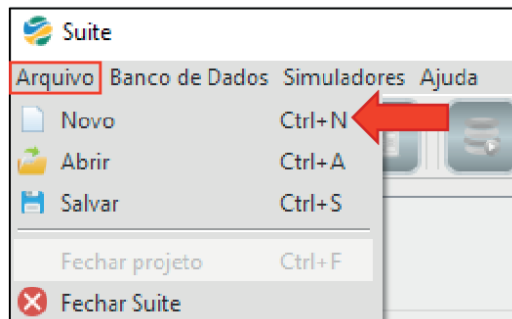 Suite
Arquivo Banco de Dados Simuladores Ajuda
Novo Ctrl+N
Abrir Ctrl+A
Salvar Ctrl+S
Fechar projeto Ctrl+F
Fechar Suite